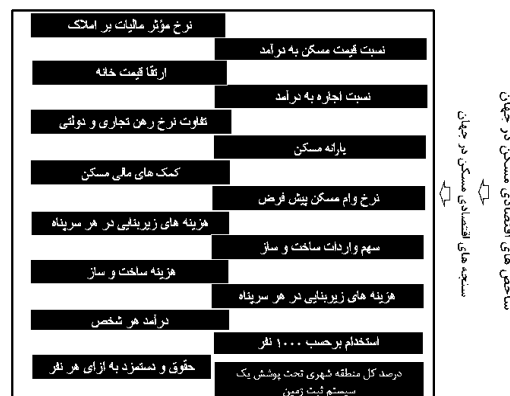 نرخ مؤثر مالیات بر املاک
نسبت قیمت مسکن به درآمد
ارتقا قیمت خانه
نسبت اجاره به درآمد
تفاوت نرخ رهن تجاری و دولتی
یارانه مسکن
کمک های مالی مسکن
نرخ وام مسکن پیش فرض
هزینه های زیربنایی در هر سرپناه
سهم واردات ساخت و ساز
هزینه ساخت و ساز
هزینه های زیربنایی در هر سرپناه
درآمد هر شخص
استخدام برحسب ۱۰۰۰ نفر
حقوق و دستمزد به ازای هر نفر
درصد کل منطقه شهری تحت پوشش یک
سیستم ثبت زمین
شاخص های اقتصادی مسکن در جهان
سنجه های اقتصادی مسکن در جهان